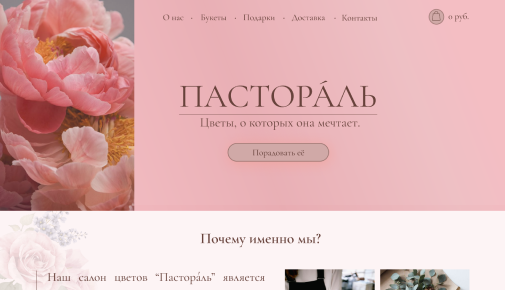 О нас · Букеты · Подарки · Доставка · Контакты
0 руб.
ПАСТОРА́ЛЬ
Цветы, о которых она мечтает.
Порадовать её
Почему именно мы?
Наш салон цветов “Пастора́ль” является